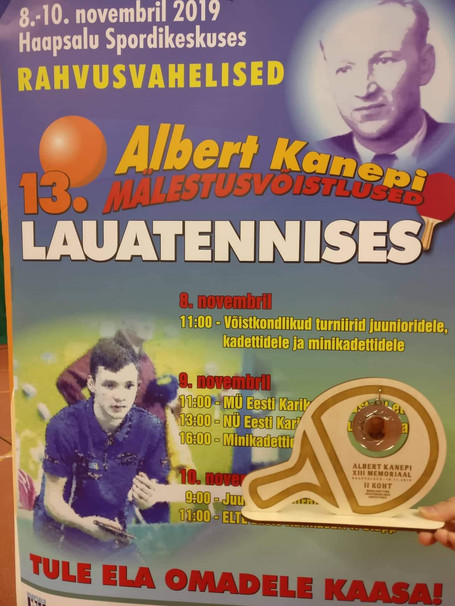 8.-10. novembril 2019
Haapsalu Spordikeskuses
RAHVUSVAHELISED
13. Albert Kanepi
MÄLESTUSVÕISTLUSED
LAUATENNISES
8. novembril
11:00 - Võistkondlikud turniirid juunioridele,
kadettidele ja minikadettidele
9. novembril
11:00 - MÜ Eesti
13:00 - NÜ Eesti
16:00 -
10.
9:00 -
11:00 -
ALBERT KANEPI
XIII MEMORIAAL
II KOHT
TULE ELA OMADELE KAASA!